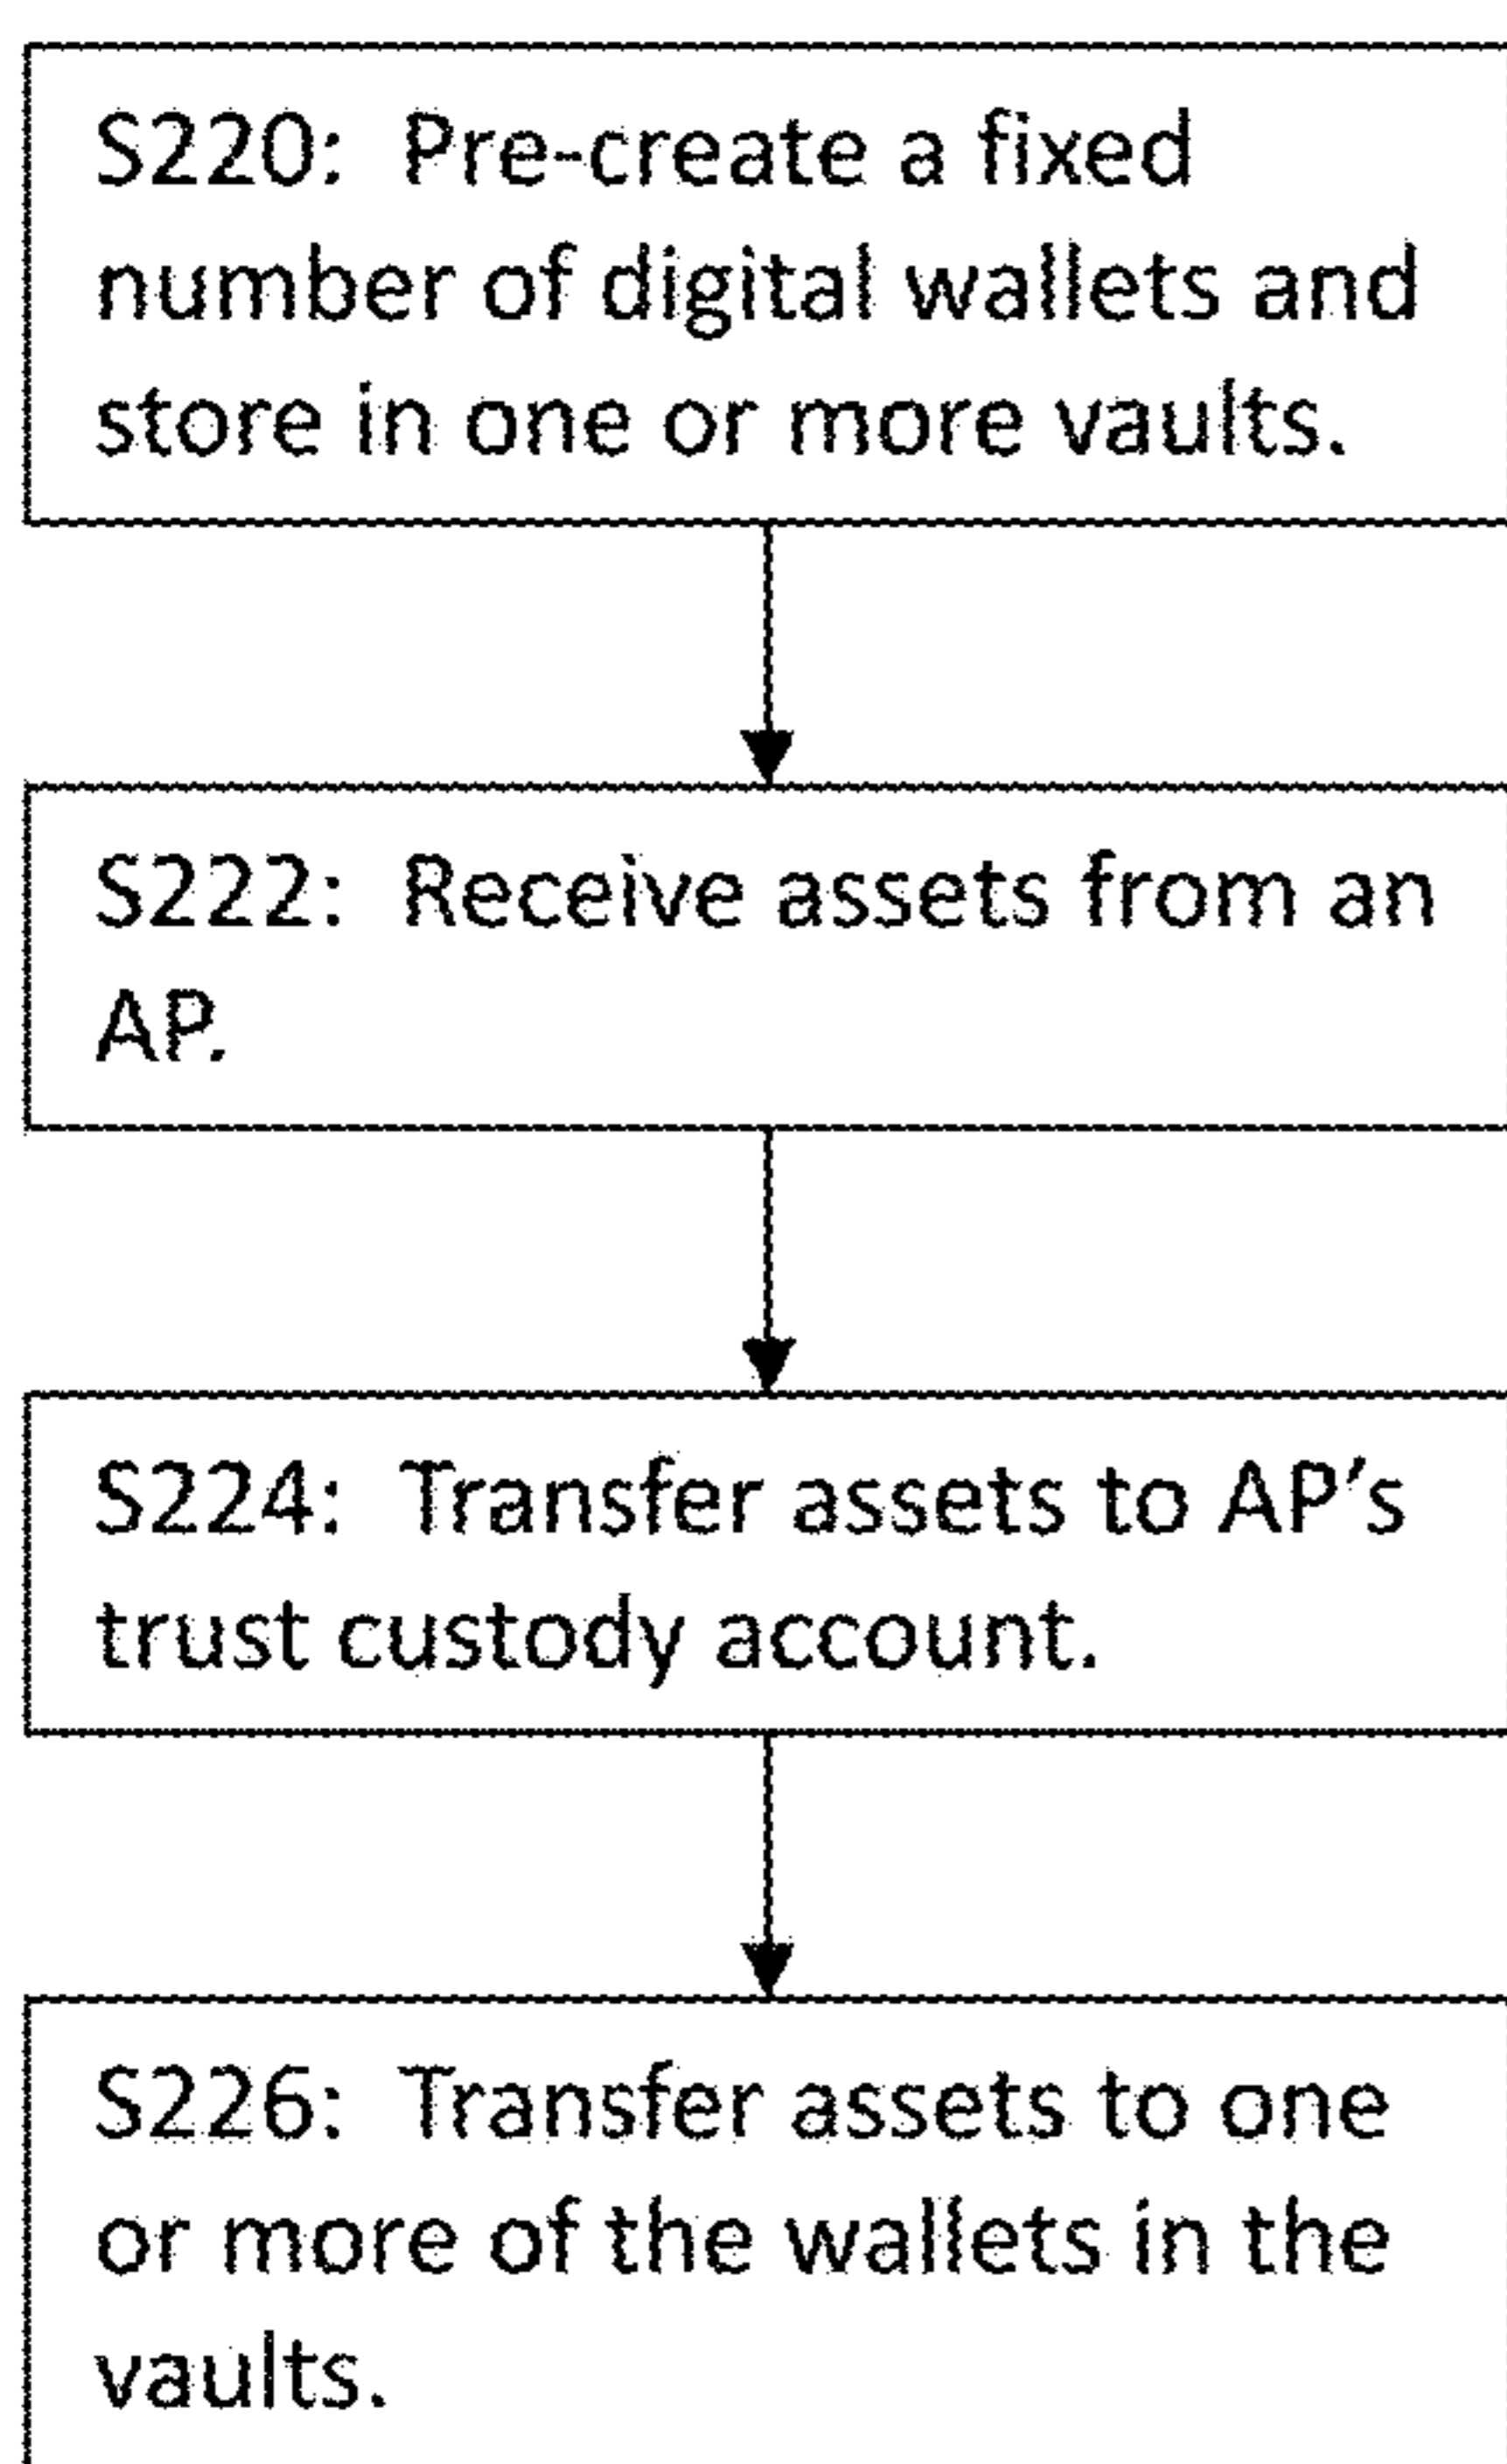 S220:  Pre-create a fixed
number of digital wallets and
store in one or more vaults.
S222:  Receive assets from an
AP.
S224:  Transfer assets to AP's
trust custody account.
S226:  Transfer assets to one
or more of the wallets in the
vaults.